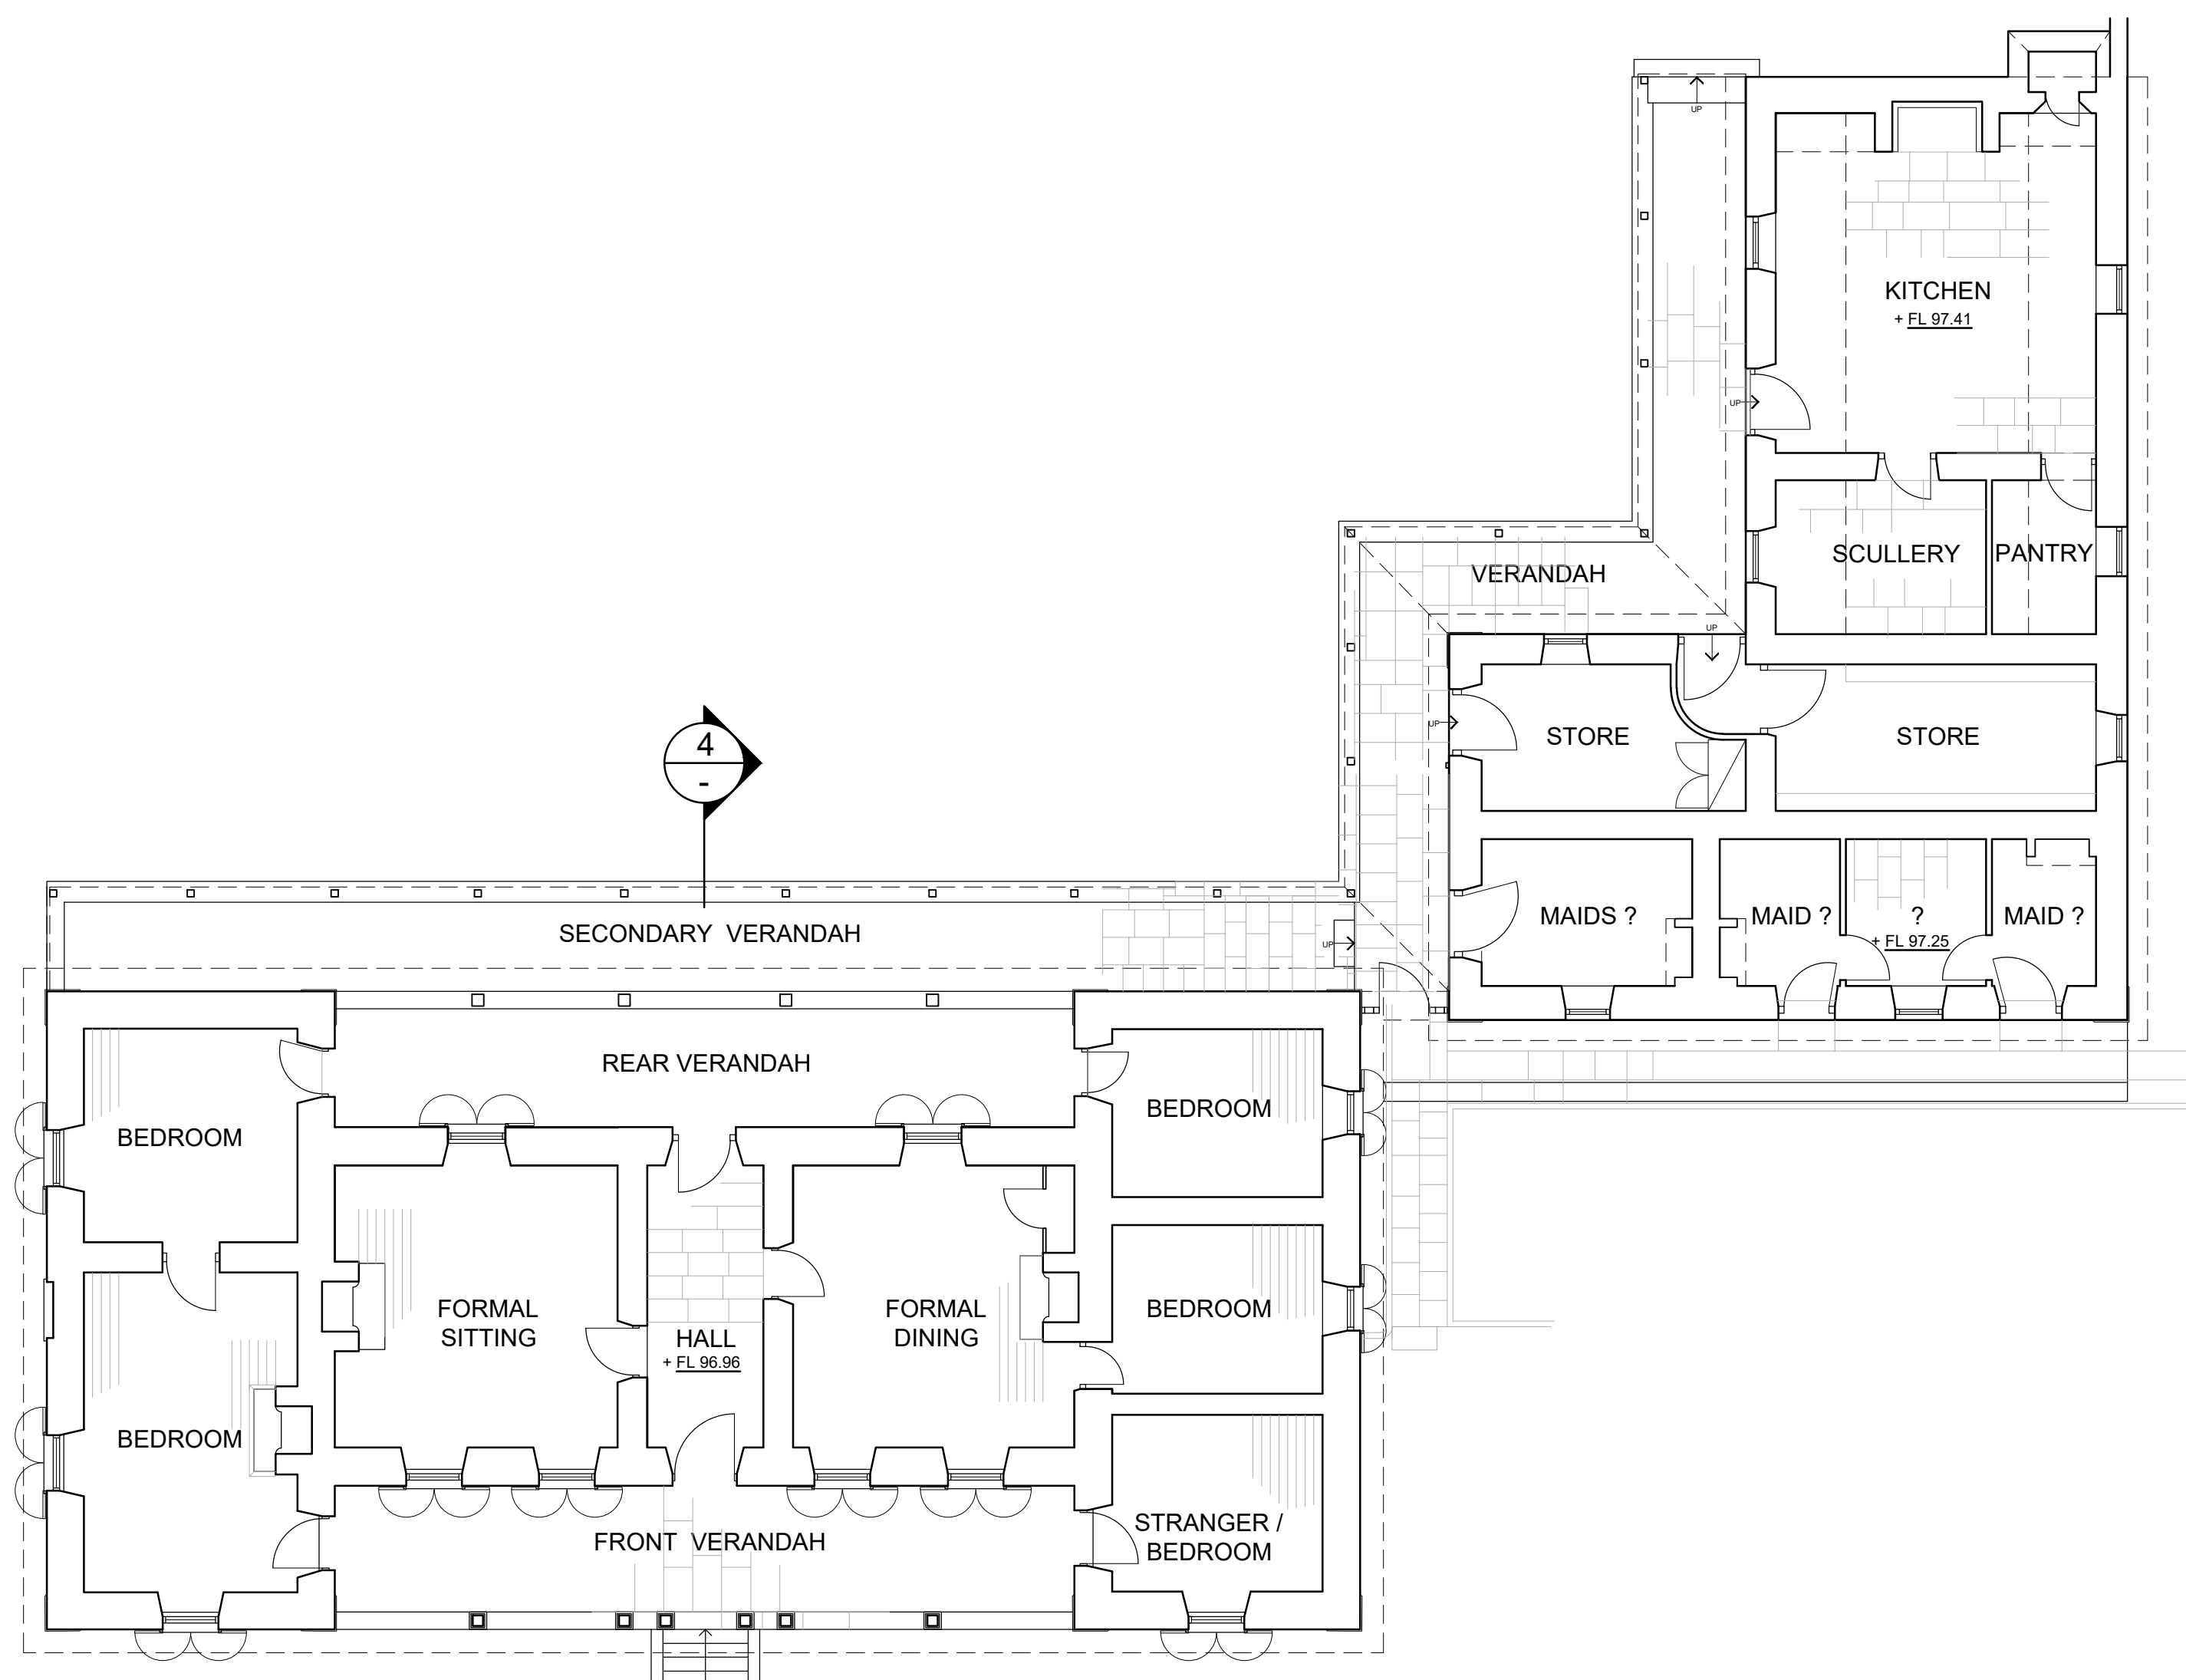 UP
KITCHEN
+ FL 97.41
UP
SCULLERY
PANTRY
VERANDAH
UP
UP
STORE
STORE
4
-
MAIDS ?
MAID ?
?
+ FL 97.25
MAID ?
SECONDARY VERANDAH
UP
REAR VERANDAH
BEDROOM
BEDROOM
FORMAL
SITTING
HALL
+ FL 96.96
FORMAL
DINING
BEDROOM
BEDROOM
FRONT VERANDAH
STRANGER /
BEDROOM